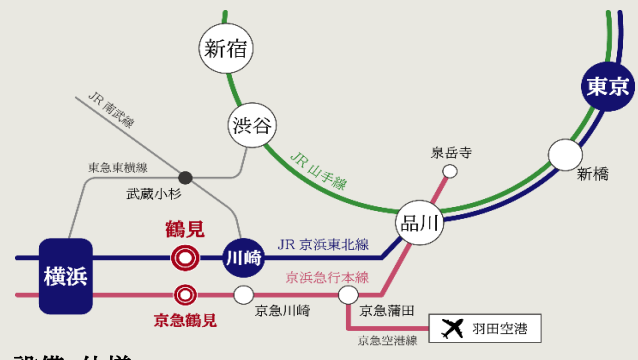 新宿
東京
JR 南武線
渋谷
泉岳寺
JR 山手線
東急東横線
新橋
武蔵小杉
品川
鶴見
JR 京浜東北線
川崎
横浜
京浜急行本線
京急鶴見
京急川崎
京急蒲田
羽田空港
京急空港線